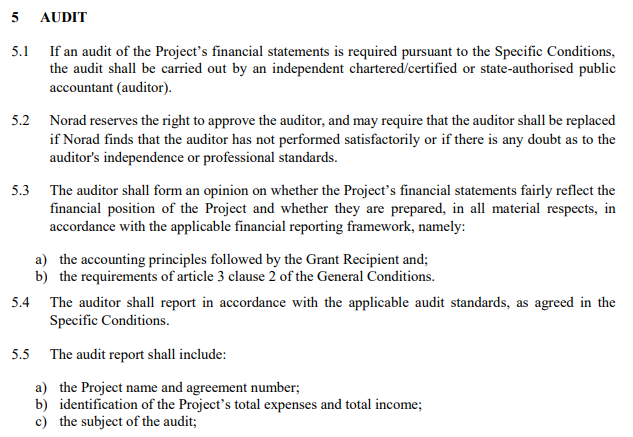 5 AUDIT
5.1 If an audit of the Project’s financial statements is required pursuant to the Specific Conditions,
the audit shall be carried out by an independent chartered/certified or state-authorised public
accountant (auditor).
5.2 Norad reserves the right to approve the auditor, and may require that the auditor shall be replaced
if Norad finds that the auditor has not performed satisfactorily or if there is any doubt as to the
auditor's independence or professional standards.
5.3 The auditor shall form an opinion on whether the Project’s financial statements fairly reflect the
financial position of the Project and whether they are prepared, in all material respects, in
accordance with the applicable financial reporting framework, namely:
a) the accounting principles followed by the Grant Recipient and;
b) the requirements of article 3 clause 2 of the General Conditions.
5.4 The auditor shall report in accordance with the applicable audit standards, as agreed in the
Specific Conditions.
5.5 The audit report shall include:
a) the Project name and agreement number;
b) identification of the Project’s total expenses and total income;
c) the subject of the audit;